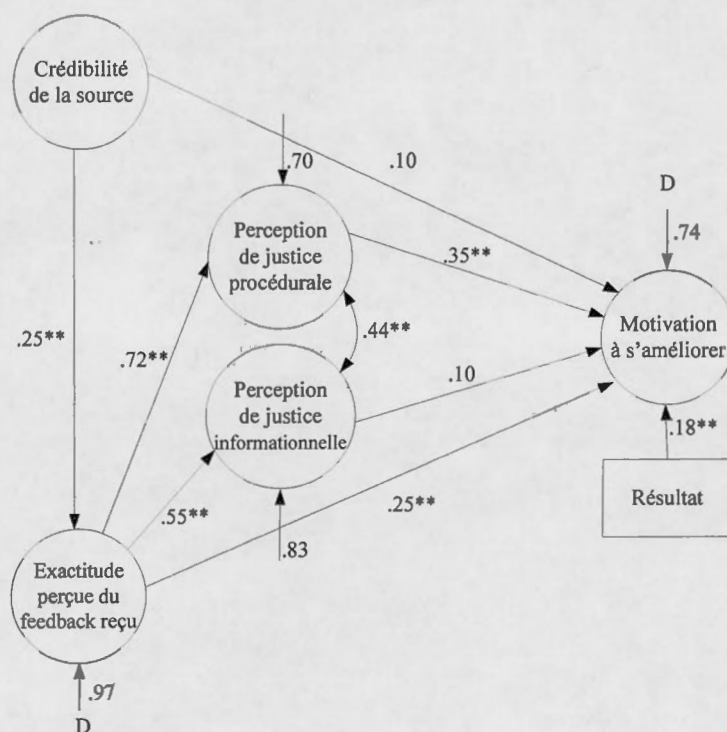 Crédibilité
de la source
.70
.10
D
.74
Perception
de justice
procédurale
.35**
Motivation
à s'améliorer
.25**
.72**
.44**
Perception
de justice
informationnelle
.10
.18**
Résultat
.55**
.25**
.83
Exactitude
perçue du
feedback reçu
.97
D